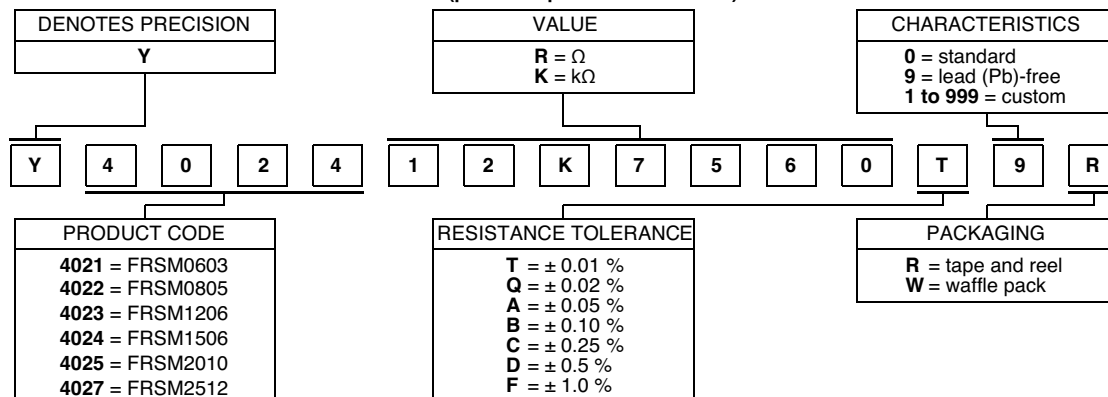 DENOTES PRECISION
Y
VALUE
R = Ω
K = kΩ
CHARACTERISTICS
0 = standard
9 = lead (Pb)-free
1 to 999 = custom
Y 4 0 2 4 1 2 K 7 5 6 0 T 9 R
PRODUCT CODE
4021 = FRSM0603
4022 = FRSM0805
4023 = FRSM1206
4024 = FRSM1506
4025 = FRSM2010
4027 = FRSM2512
RESISTANCE TOLERANCE
T = ± 0.01 %
Q = ± 0.02 %
A = ± 0.05 %
B = ± 0.10 %
C = ± 0.25 %
D = ± 0.5 %
F = ± 1.0 %
PACKAGING
R = tape and reel
W = waffle pack